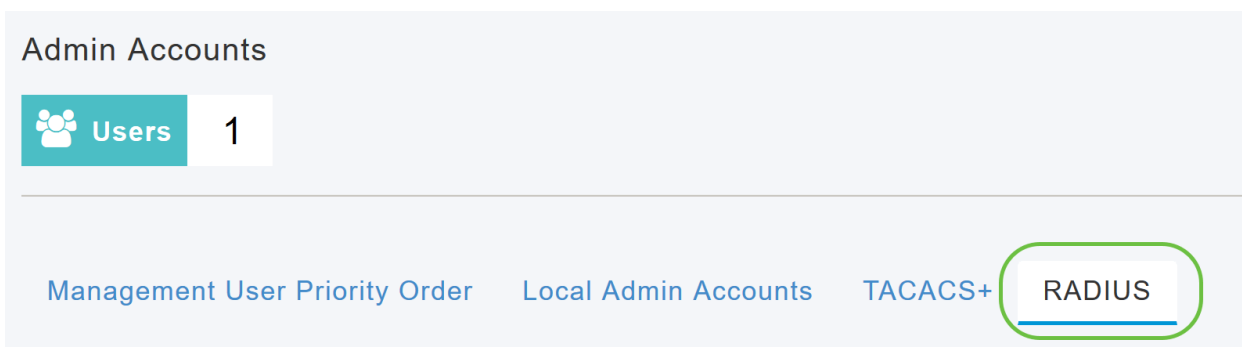 Admin Accounts
Users 1
Management User Priority Order Local Admin Accounts TACACS+ RADIUS